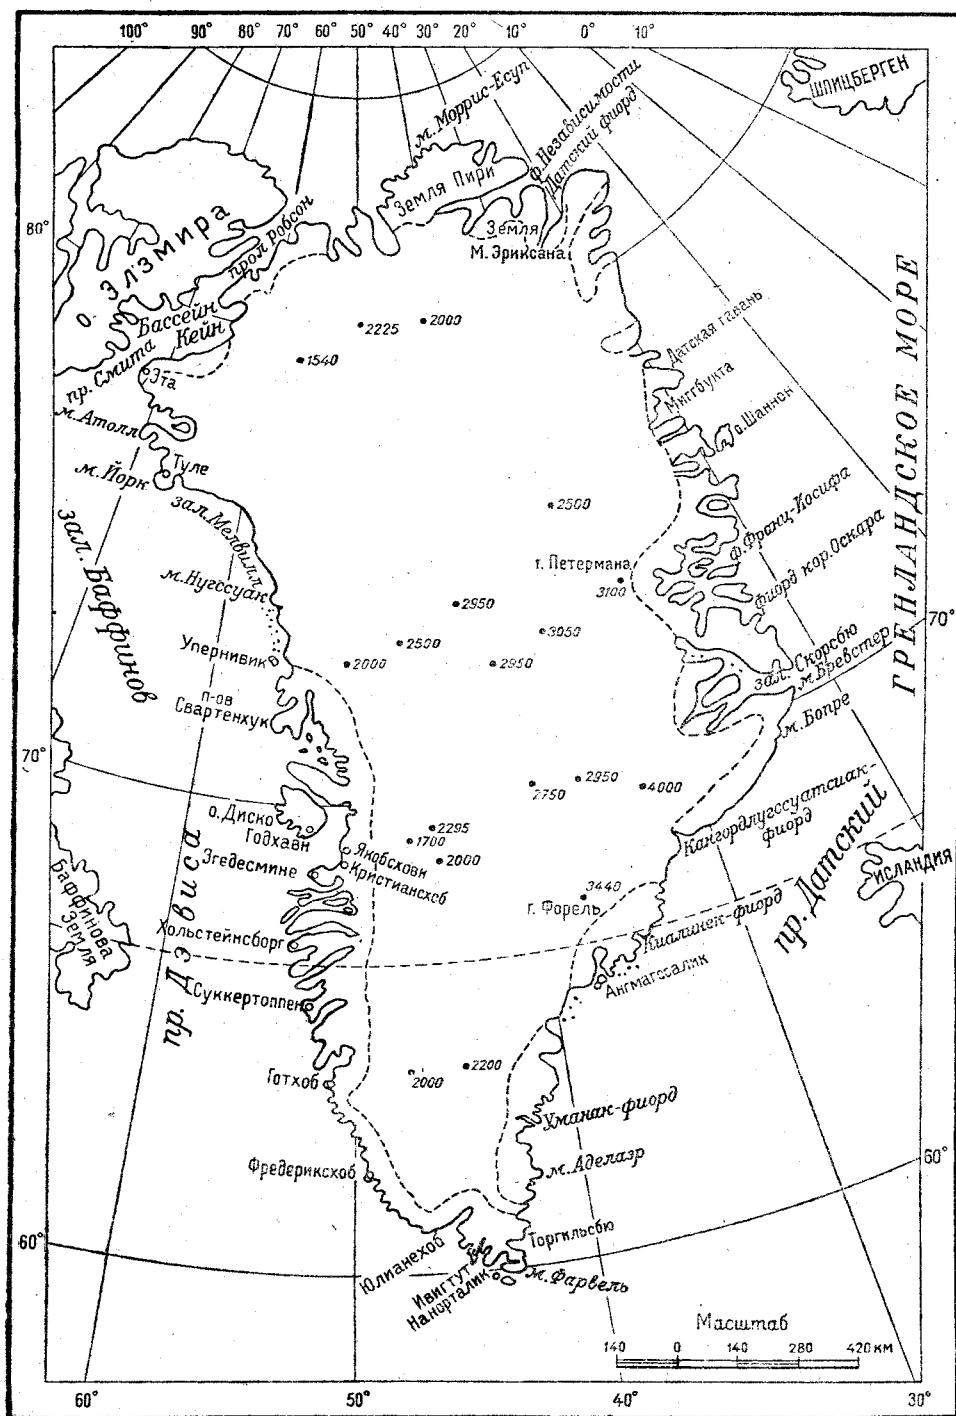 100° 90° 80° 70° 60° 50° 40° 30° 20° 10° 0° 10°
ШПИЦБЕРГЕН
м. Моррис-Есуп
ф. Независимости
Датский фиорд
Земля Пири
Земля
М. Эриксана
80°
О Элзмира
прол Робсон
Бассейн
Кейн
пр. Смита
Эта
м. Атолл
Туле
м. Йорк
зал. Мелвилл
м. Нугссуак
зал. Баффинов
Упернивик
п-ов
Свартенхук
2225
2000
1540
Датская гавань
Миггбукта
о. Шаннон
ГРЕНЛАНДСКОЕ МОРЕ
2500
ф. Франц-Иосифа
фиорд кор. Оскара
г. Петермана
3100
2950
3050
2500
2000
2950
70°
зал. Скорсбю
м. Бревстер
м. Бопре
70°
2750
2950
4000
о. Диско
Годхавн
Якобсхавн
Кристиансхоб
Эгедесмине
2295
1700
2000
Кангордлугссуатсиак-
фиорд
пр. Датский
ИСЛАНДИЯ
3440
г. Форель
Киалинек-фиорд
Ангмагссалик
Баффинова
Земля
пр. Дэвиса
Хольстейнсборг
Суккертоппен
Готхоб
2000
2200
Уманак-фиорд
м. Аделаэр
Фредериксхоб
60°
60°
Торгильсбю
Юлианехоб
Ивигтут
Нанорталик
м. Фарвель
Масштаб
140 0 140 280 420 км
60° 50° 40° 30°